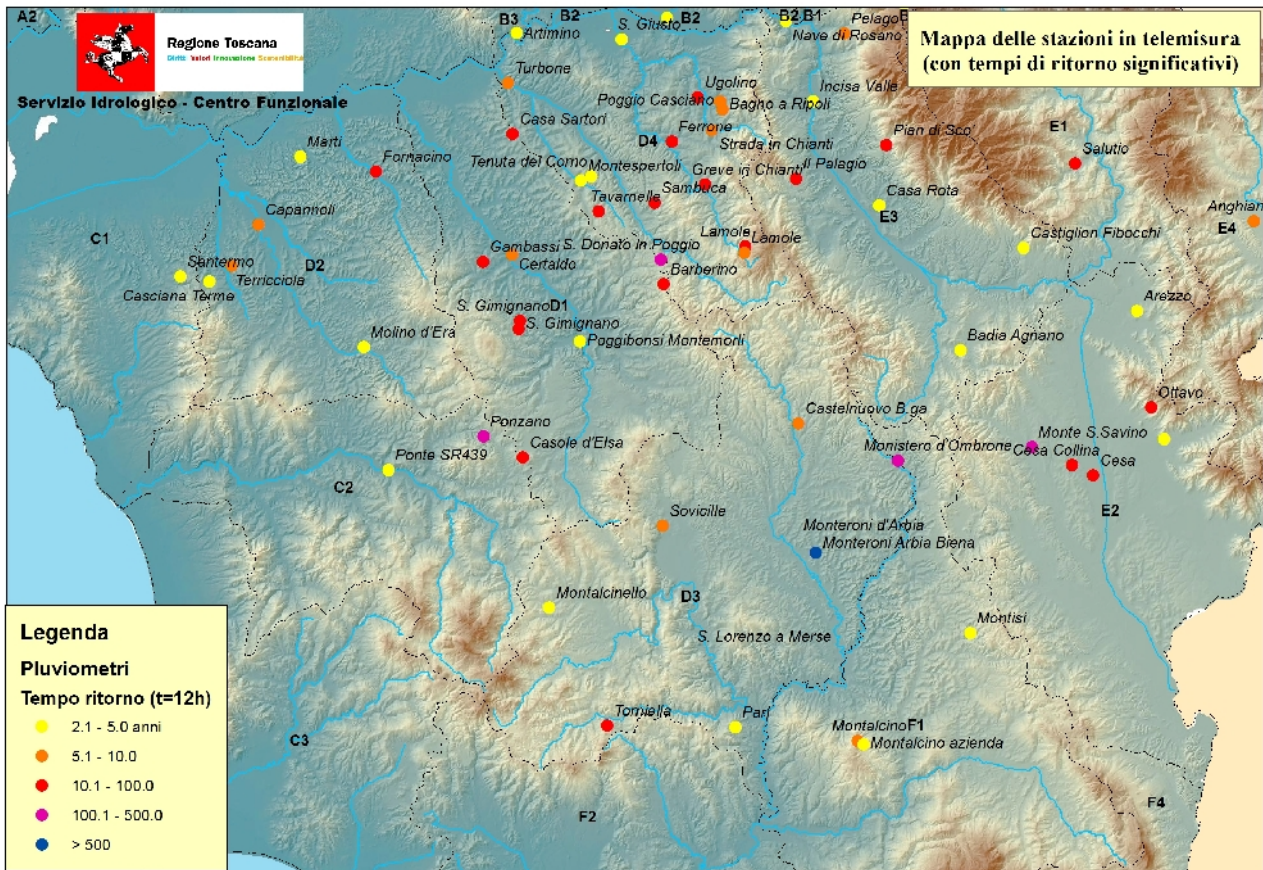 A2
B3
B2
B2
B2
B1
Pelago
Regione Toscana
Diritti Valori Innovazione Sostenibilità
Servizio Idrologico - Centro Funzionale
Mappa delle stazioni in telemisura
(con tempi di ritorno significativi)
Artimino
S. Giusto
Nave di Rosano
Turbone
Ugolino
Incisa Valle
Poggio Casciano
Bagno a Ripoli
Casa Sartori
D4
Ferrone
Strada in Chianti
Pian di Sco
E1
Salutio
Marti
Fornacino
Tenuta del Corno
Montespertoli
Greve in Chianti
Il Palagio
Tavarnelle
Sambuca
Casa Rota
E3
Anghian
E4
C1
Capannoli
Castiglion Fibocchi
D2
Gambassi
S. Donato in Poggio
Lamole
Lamole
Certaldo
Barberino
Santermo
Terricciola
Casciana Terme
Arezzo
S. Gimignano
D1
S. Gimignano
Molino d'Era
Poggibonsi Montemorli
Badia Agnano
Ottavo
Ponzano
Castelnuovo B.ga
Casole d'Elsa
Monistero d'Ombrone
Monte S.Savino
Cesa Collina
Cesa
Ponte SR439
C2
E2
Sovicille
Monteroni d'Arbia
Monteroni Arbia Biena
Montalcinello
D3
Montisi
S. Lorenzo a Merse
Torniella
Pari
Montalcino
F1
Montalcino azienda
C3
F2
F4
Legenda
Pluviometri
Tempo ritorno (t=12h)
2.1 - 5.0 anni
5.1 - 10.0
10.1 - 100.0
100.1 - 500.0
> 500